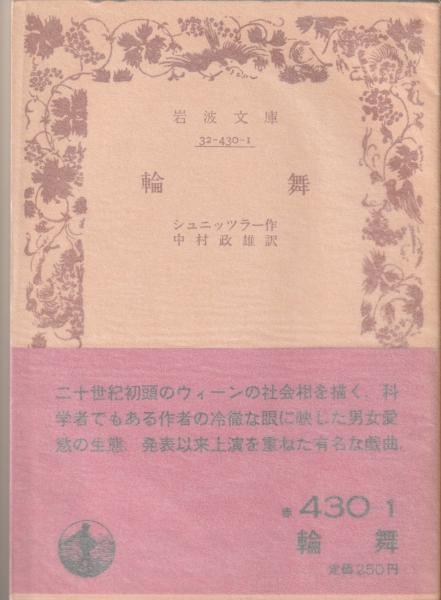 岩波文庫
32-430-1
輪舞
シュニッツラー作
中村政雄訳
二十世紀初頭のウィーンの社会相を描く．科
学者でもある作者の冷徹な眼に映した男女愛
慾の生態．発表以来上演を重ねた有名な戯曲．
赤 430-1
輪舞
定価250円